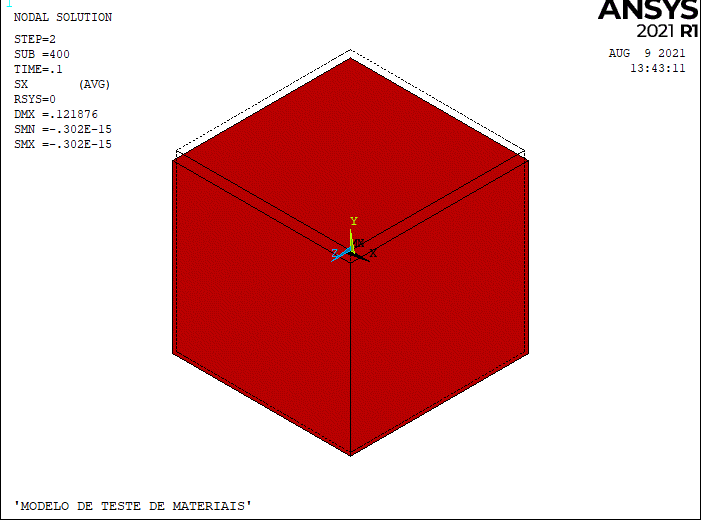 1
NODAL SOLUTION
STEP=2
SUB =400
TIME=.1
SX (AVG)
RSYS=0
DMX =.121876
SMN =-.302E-15
SMX =-.302E-15
ANSYS
2021 R1
AUG 9 2021
13:43:11
Y
Z
X
'MODELO DE TESTE DE MATERIAIS'